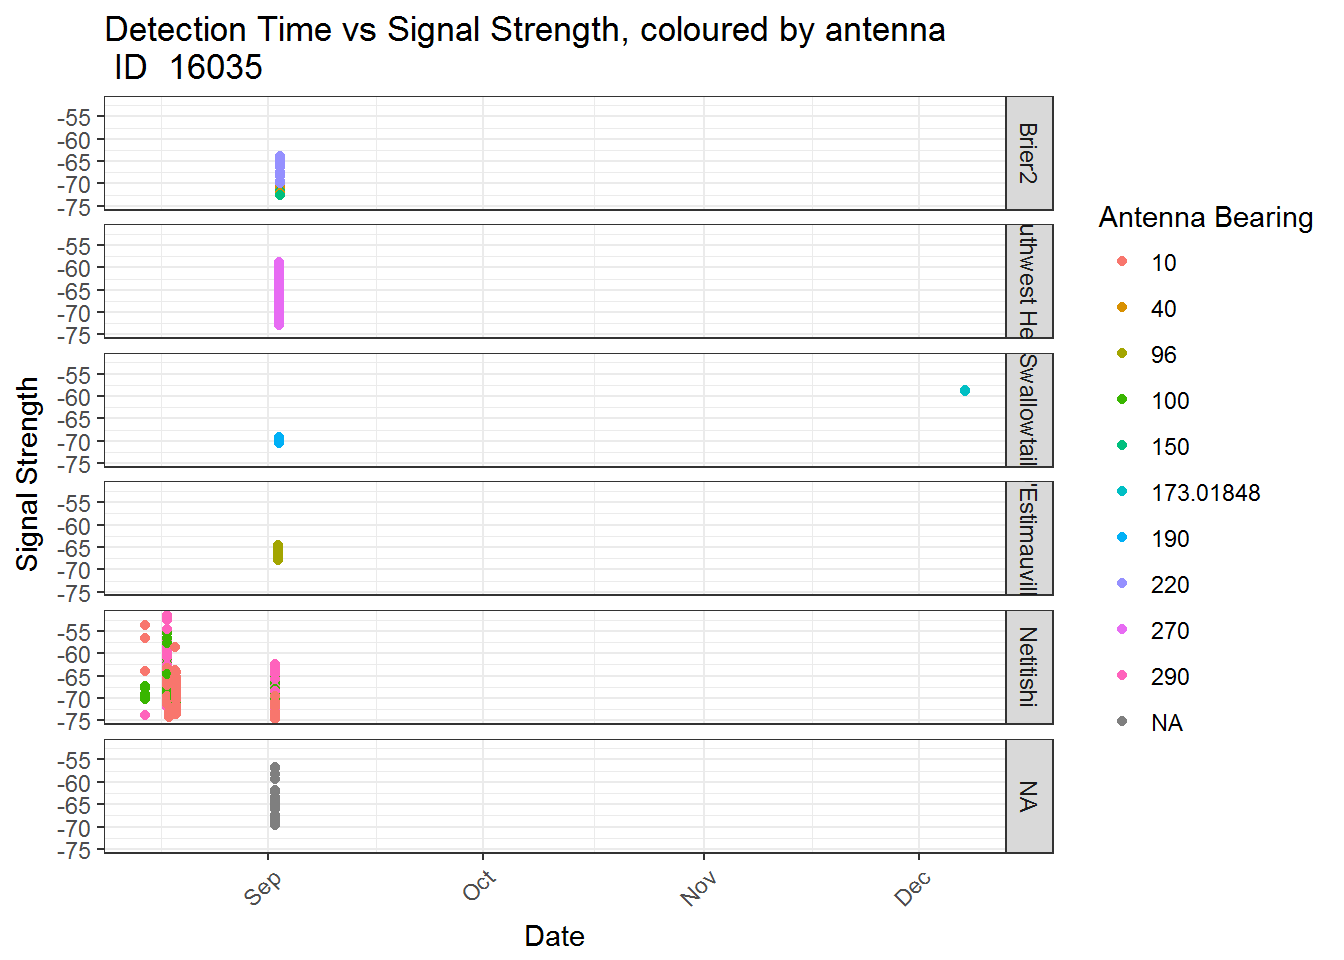 Detection Time vs Signal Strength, coloured by antenna
ID 16035
Signal Strength
-55
-60
-65
-70
-75
Brier2
-55
-60
-65
-70
-75
uthwest He
-55
-60
-65
-70
-75
Swallowtail
-55
-60
-65
-70
-75
'Estimauvill
-55
-60
-65
-70
-75
Netitishi
-55
-60
-65
-70
-75
NA
Sep
Oct
Nov
Dec
Date
Antenna Bearing
10
40
96
100
150
173.01848
190
220
270
290
NA